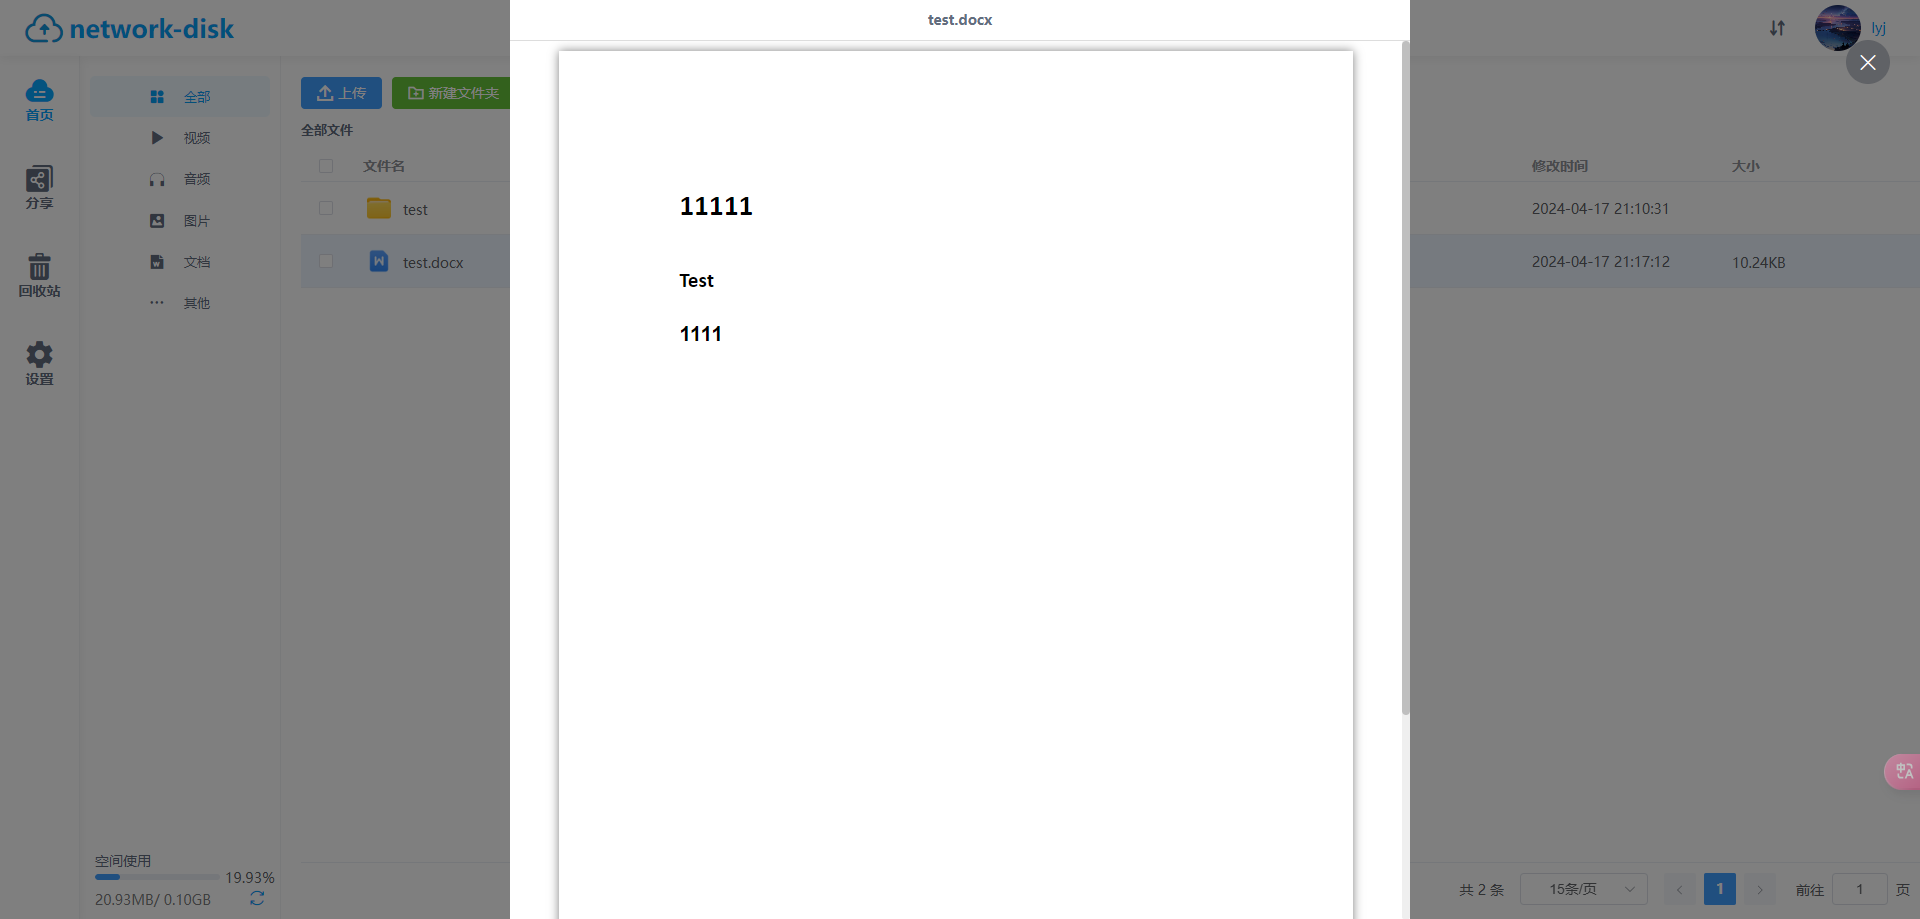 network-disk
test.docx
lyj
首页
分享
回收站
设置
全部
视频
音频
图片
文档
其他
空间使用
19.93%
20.93MB/ 0.10GB
上传
新建文件夹
全部文件
文件名
修改时间
大小
test
2024-04-17 21:10:31
test.docx
2024-04-17 21:17:12
10.24KB
11111
Test
1111
共 2 条
15条/页
1
前往
1
页